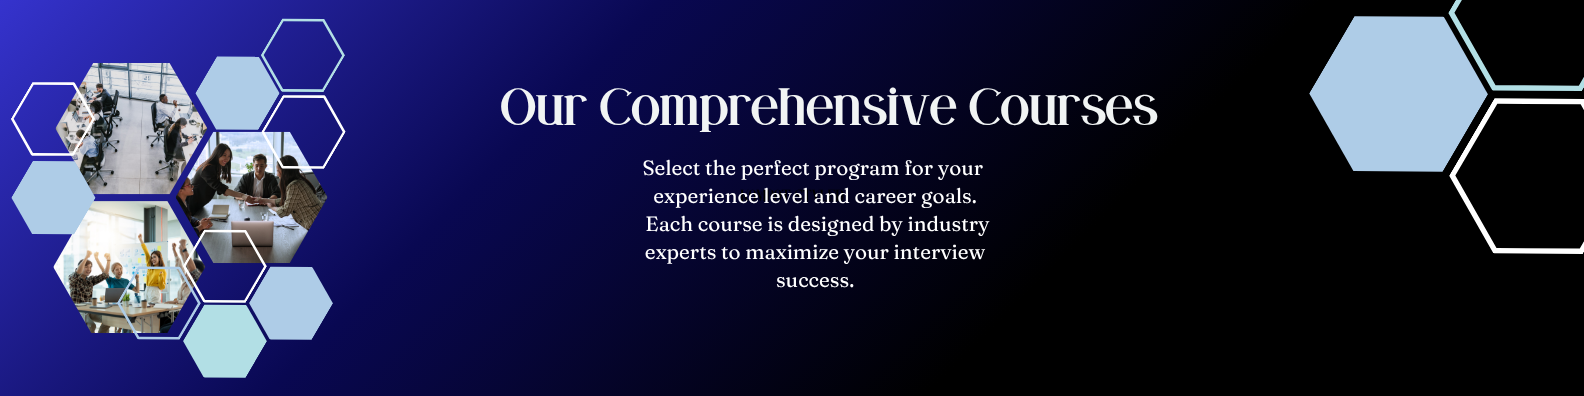 Our Comprehensive Courses
Select the perfect program for your
experience level and career goals.
Each course is designed by industry
experts to maximize your interview
success.